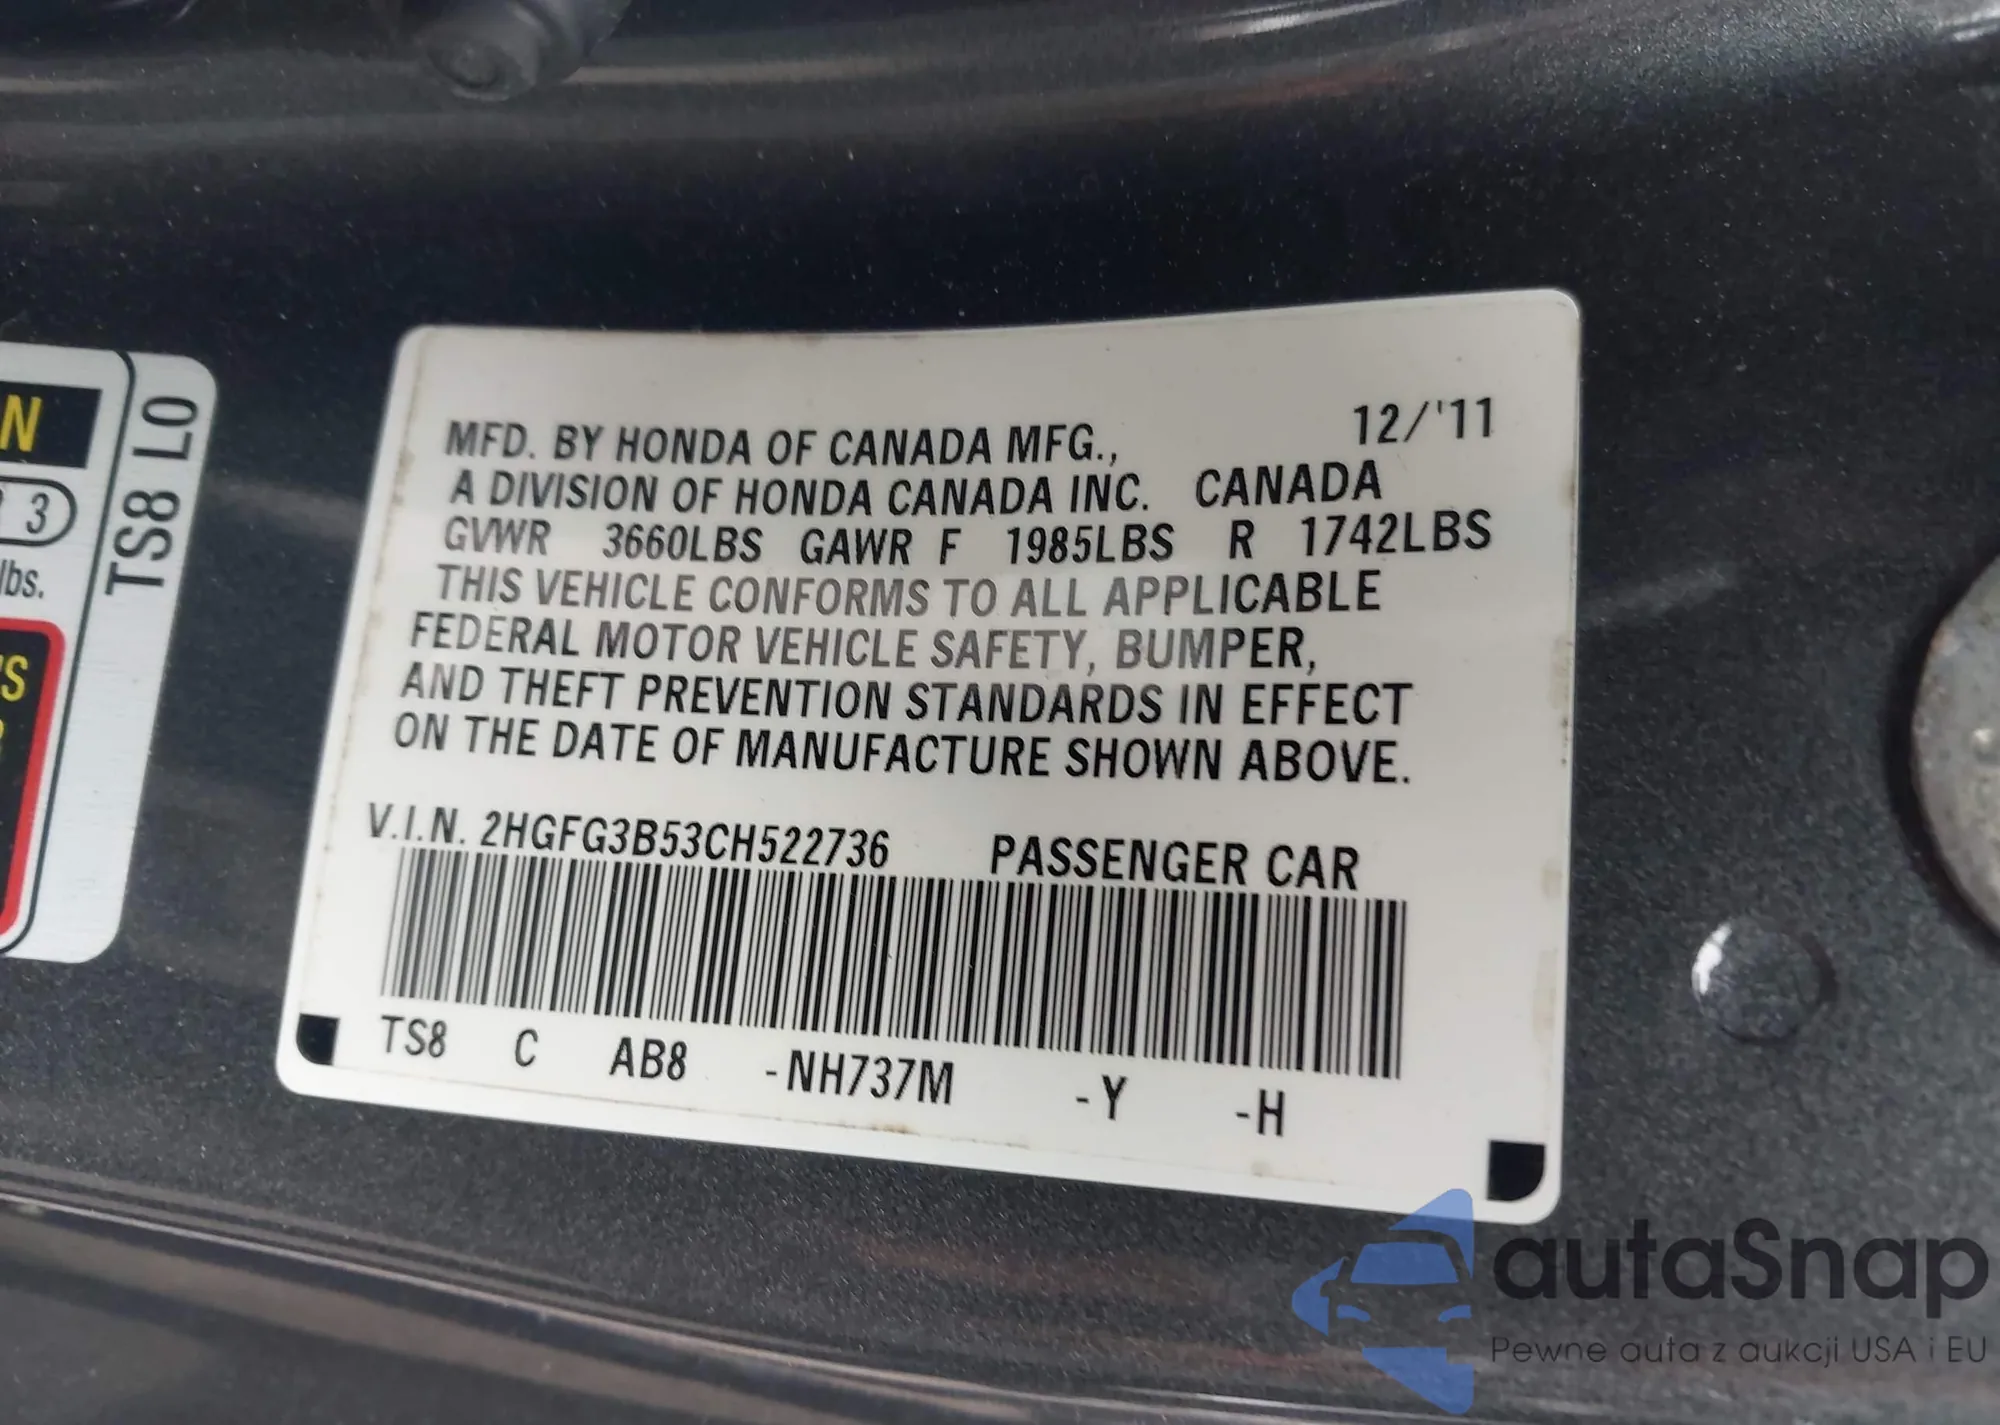 12/'11
MFD. BY HONDA OF CANADA MFG.,
A DIVISION OF HONDA CANADA INC. CANADA
GVWR 3660LBS GAWR F 1985LBS R 1742LBS
THIS VEHICLE CONFORMS TO ALL APPLICABLE
FEDERAL MOTOR VEHICLE SAFETY, BUMPER,
AND THEFT PREVENTION STANDARDS IN EFFECT
ON THE DATE OF MANUFACTURE SHOWN ABOVE.
V.I.N. 2HGFG3B53CH522736 PASSENGER CAR
TS8 C AB8 -NH737M -Y -H
N
3
lbs.
S
TS8 L0
autaSnap
Pewne auta z aukcji USA i EU